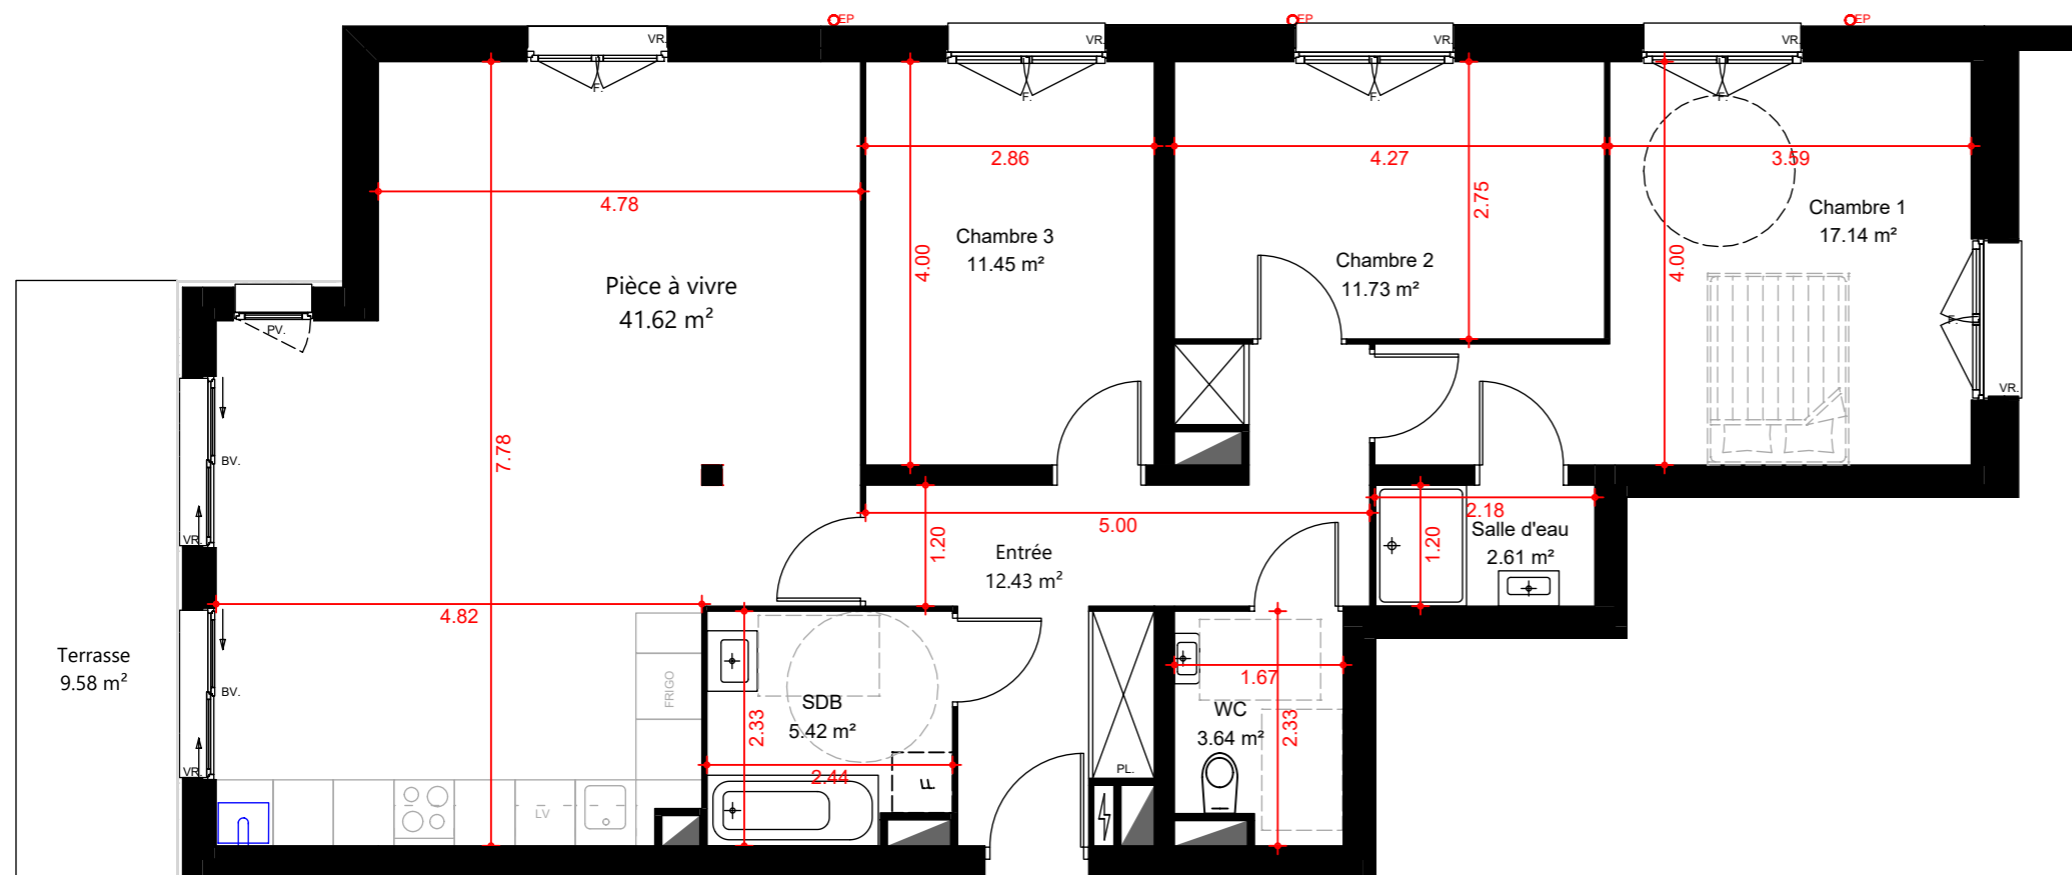 EP
EP
EP
VR.
VR.
VR.
VR.
F.
F.
F.
F.
2.86
4.27
3.59
4.78
2.75
Chambre 1
17.14 m²
Chambre 3
11.45 m²
4.00
Chambre 2
11.73 m²
4.00
Pièce à vivre
41.62 m²
PV.
F.
VR.
7.78
BV.
2.18
5.00
1.20
1.20
Salle d'eau
2.61 m²
VR.
Entrée
12.43 m²
4.82
Terrasse
9.58 m²
BV.
FRIGO
2.33
SDB
5.42 m²
1.67
WC
3.64 m²
2.33
VR.
2.44
PL.
F
LV